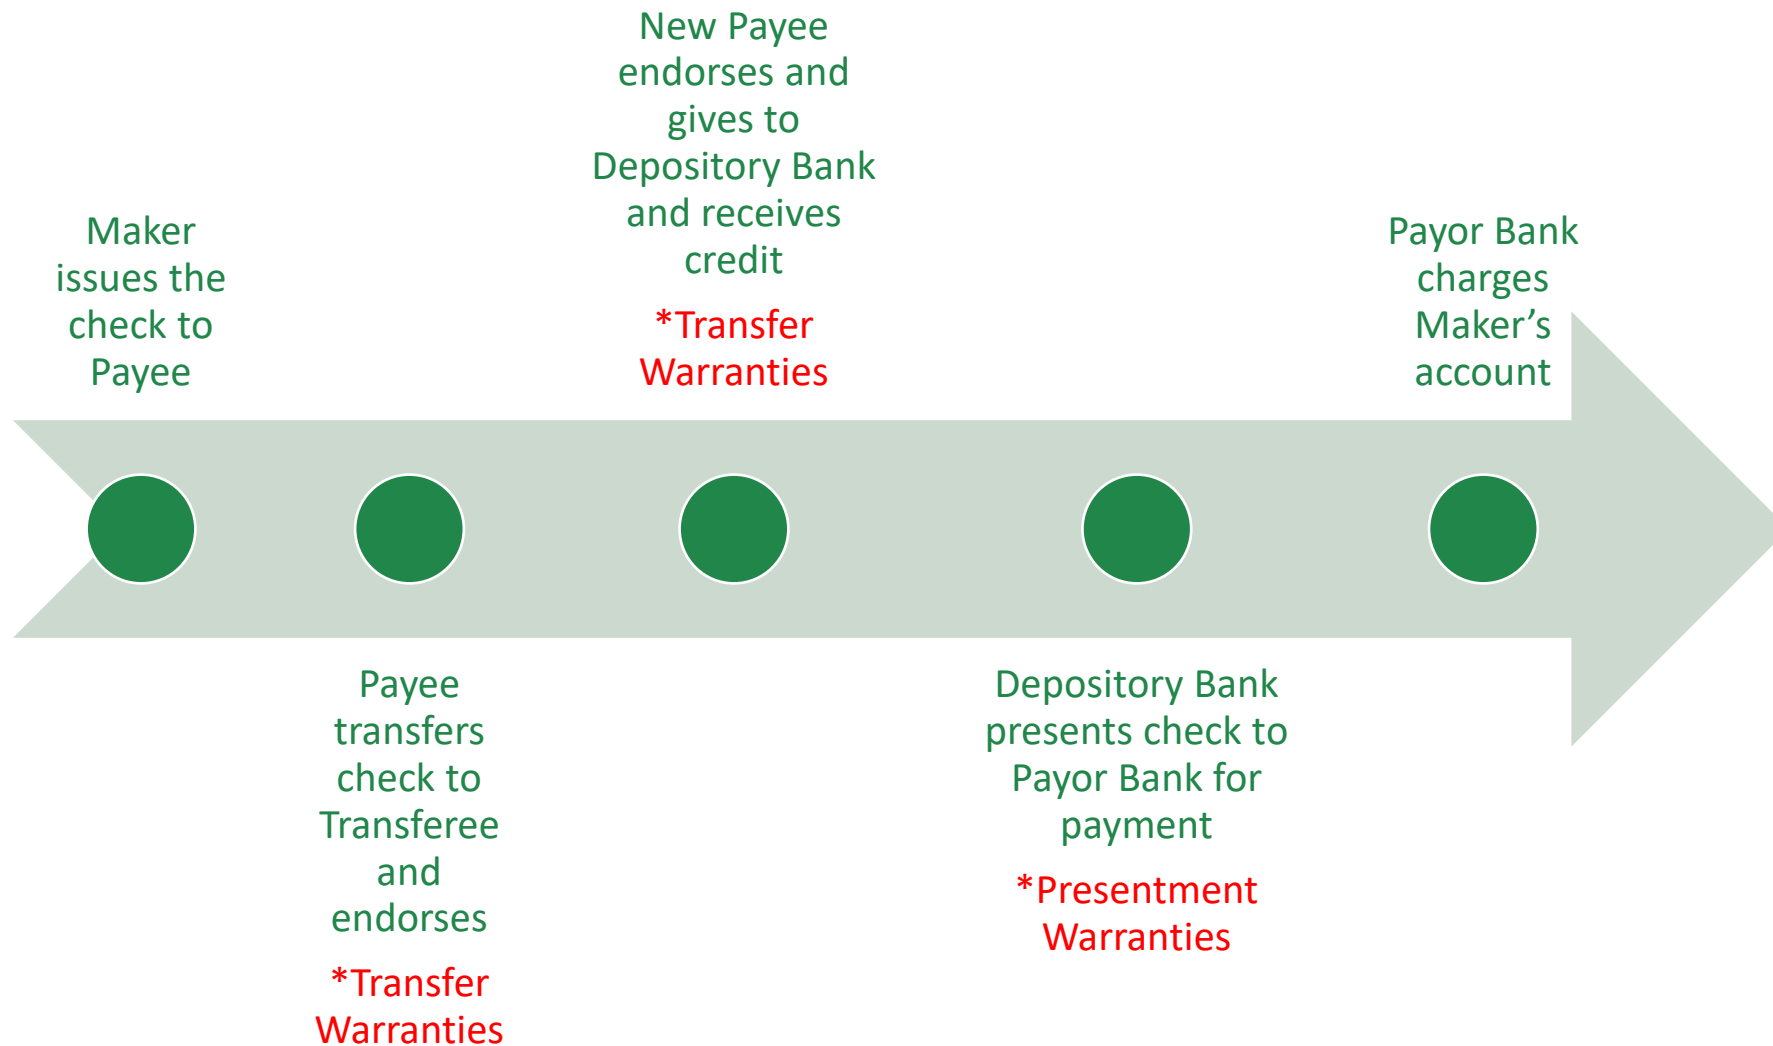 Maker
issues the
check to
Payee
Payee
transfers
check to
Transferee
and
endorses
*Transfer
Warranties
New Payee
endorses and
gives to
Depository Bank
and receives
credit
*Transfer
Warranties
Depository Bank
presents check to
Payor Bank for
payment
*Presentment
Warranties
Payor Bank
charges
Maker’s
account